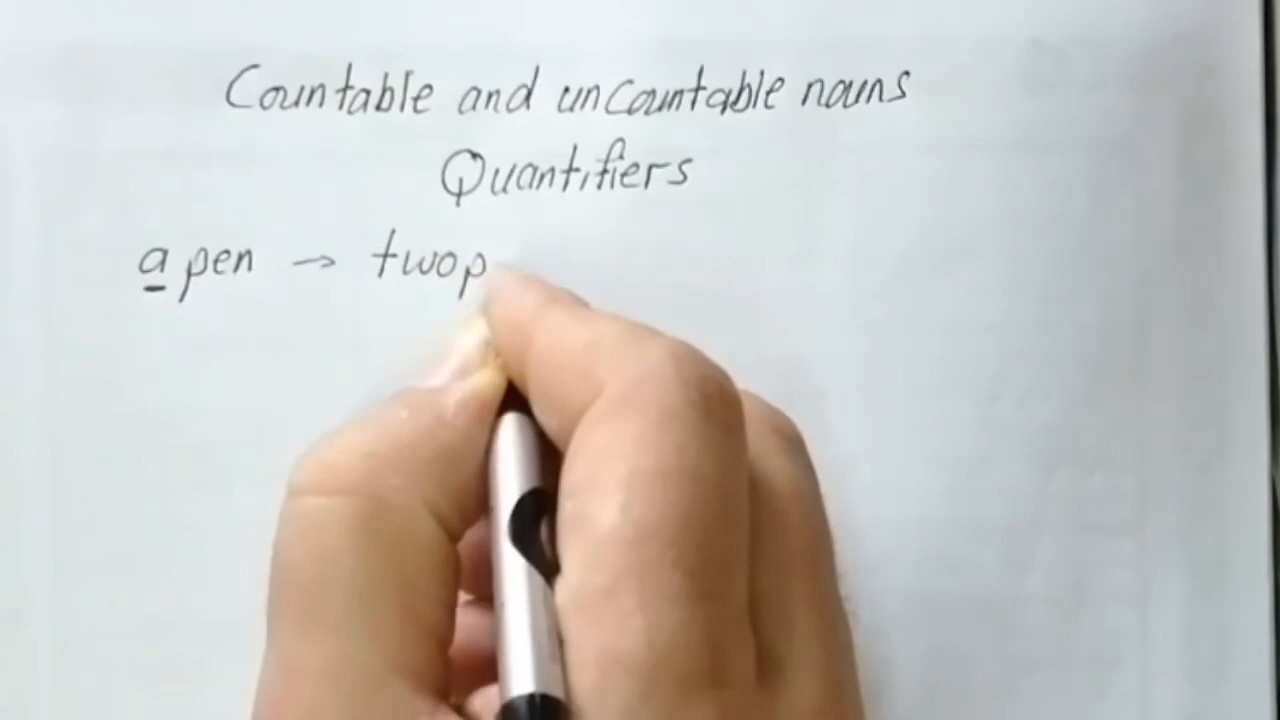 Countable and uncountable nouns
Quantifiers
a pen → two p